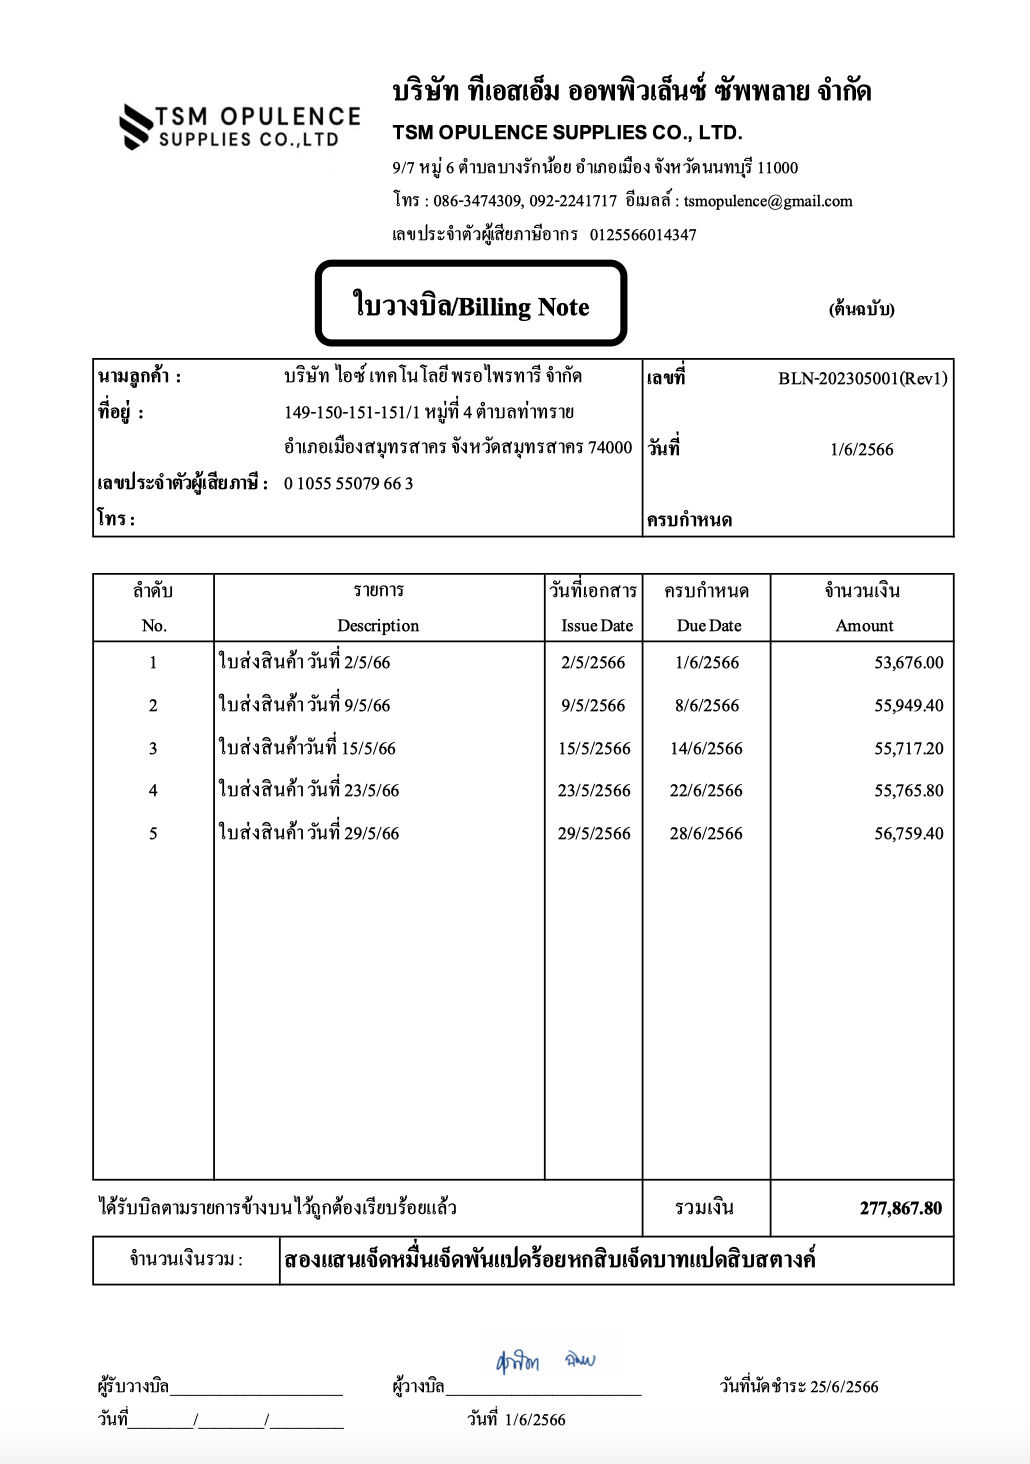 TSM OPULENCE
SUPPLIES CO.,LTD
บริษัท ทีเอสเอ็ม ออพพิวเล็นซ์ ซัพพลาย จำกัด
TSM OPULENCE SUPPLIES CO., LTD.
9/7 หมู่ 6 ตำบลบางรักน้อย อำเภอเมือง จังหวัดนนทบุรี 11000
โทร : 086-3474309, 092-2241717 อีเมลล์ : tsmopulence@gmail.com
เลขประจำตัวผู้เสียภาษีอากร 0125566014347
ใบวางบิล/Billing Note
(ต้นฉบับ)
นามลูกค้า : บริษัท ไอซ์ เทคโนโลยี พรอไพรทารี จำกัด เลขที่ BLN-202305001(Rev1)
ที่อยู่ : 149-150-151-151/1 หมู่ที่ 4 ตำบลท่าทราย
อำเภอเมืองสมุทรสาคร จังหวัดสมุทรสาคร 74000 วันที่ 1/6/2566
เลขประจำตัวผู้เสียภาษี : 0 1055 55079 66 3
โทร : ครบกำหนด
ลำดับ รายการ วันที่เอกสาร ครบกำหนด จำนวนเงิน
No. Description Issue Date Due Date Amount
1 ใบส่งสินค้า วันที่ 2/5/66 2/5/2566 1/6/2566 53,676.00
2 ใบส่งสินค้า วันที่ 9/5/66 9/5/2566 8/6/2566 55,949.40
3 ใบส่งสินค้าวันที่ 15/5/66 15/5/2566 14/6/2566 55,717.20
4 ใบส่งสินค้า วันที่ 23/5/66 23/5/2566 22/6/2566 55,765.80
5 ใบส่งสินค้า วันที่ 29/5/66 29/5/2566 28/6/2566 56,759.40
ได้รับบิลตามรายการข้างบนไว้ถูกต้องเรียบร้อยแล้ว รวมเงิน 277,867.80
จำนวนเงินรวม : สองแสนเจ็ดหมื่นเจ็ดพันแปดร้อยหกสิบเจ็ดบาทแปดสิบสตางค์
ผู้รับวางบิล____________________ ผู้วางบิล____________________ วันที่นัดชำระ 25/6/2566
วันที่_______/_______/________ วันที่ 1/6/2566